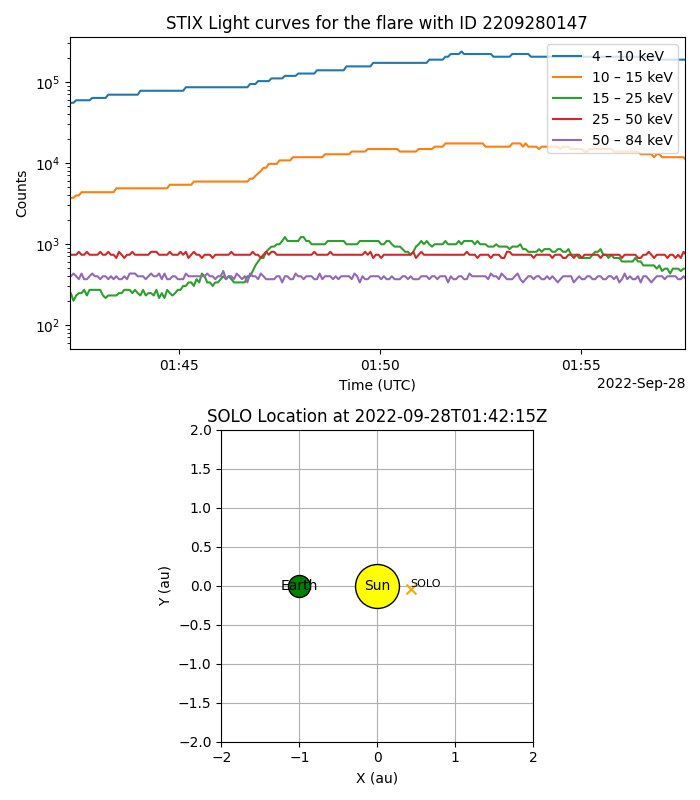 STIX Light curves for the flare with ID 2209280147
4 – 10 keV
10 – 15 keV
15 – 25 keV
25 – 50 keV
50 – 84 keV
10⁵
10⁴
10³
10²
Counts
01:45 01:50 01:55
Time (UTC)
2022-Sep-28
SOLO Location at 2022-09-28T01:42:15Z
2.0
1.5
1.0
0.5
0.0
−0.5
−1.0
−1.5
−2.0
Y (au)
Earth
Sun
SOLO
−2 −1 0 1 2
X (au)